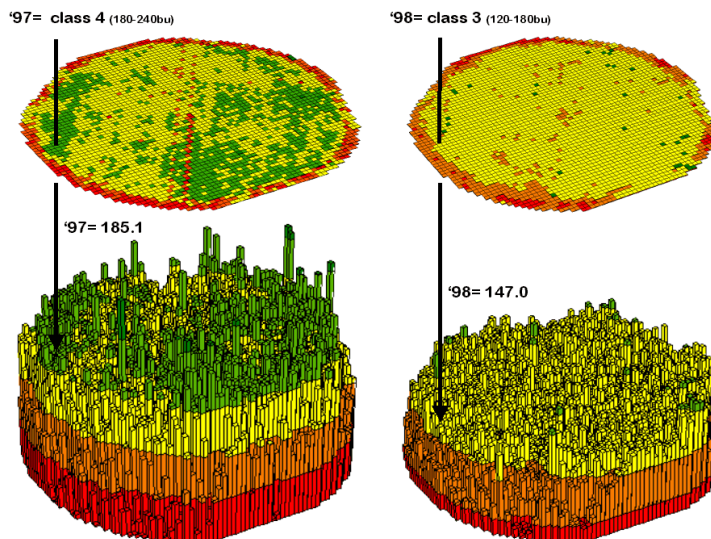 ‘97= class 4 (180-240bu)
‘98= class 3 (120-180bu)
‘97= 185.1
‘98= 147.0